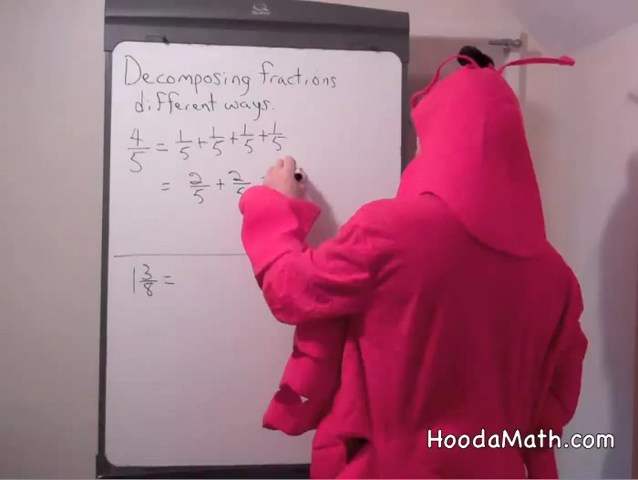 Decomposing fractions
different ways.
4/5 = 1/5 + 1/5 + 1/5 + 1/5
= 2/5 + 2/5
1 3/8 =
HoodaMath.com